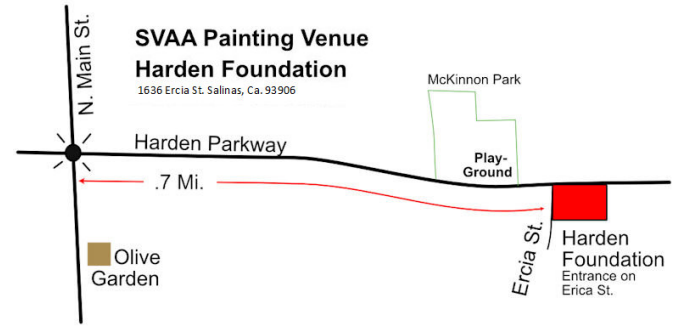 N. Main St.
SVAA Painting Venue
Harden Foundation
1636 Ercia St. Salinas, Ca. 93906
McKinnon Park
Harden Parkway
Play-
Ground
.7 Mi.
Ercia St.
Olive
Garden
Harden
Foundation
Entrance on
Erica St.